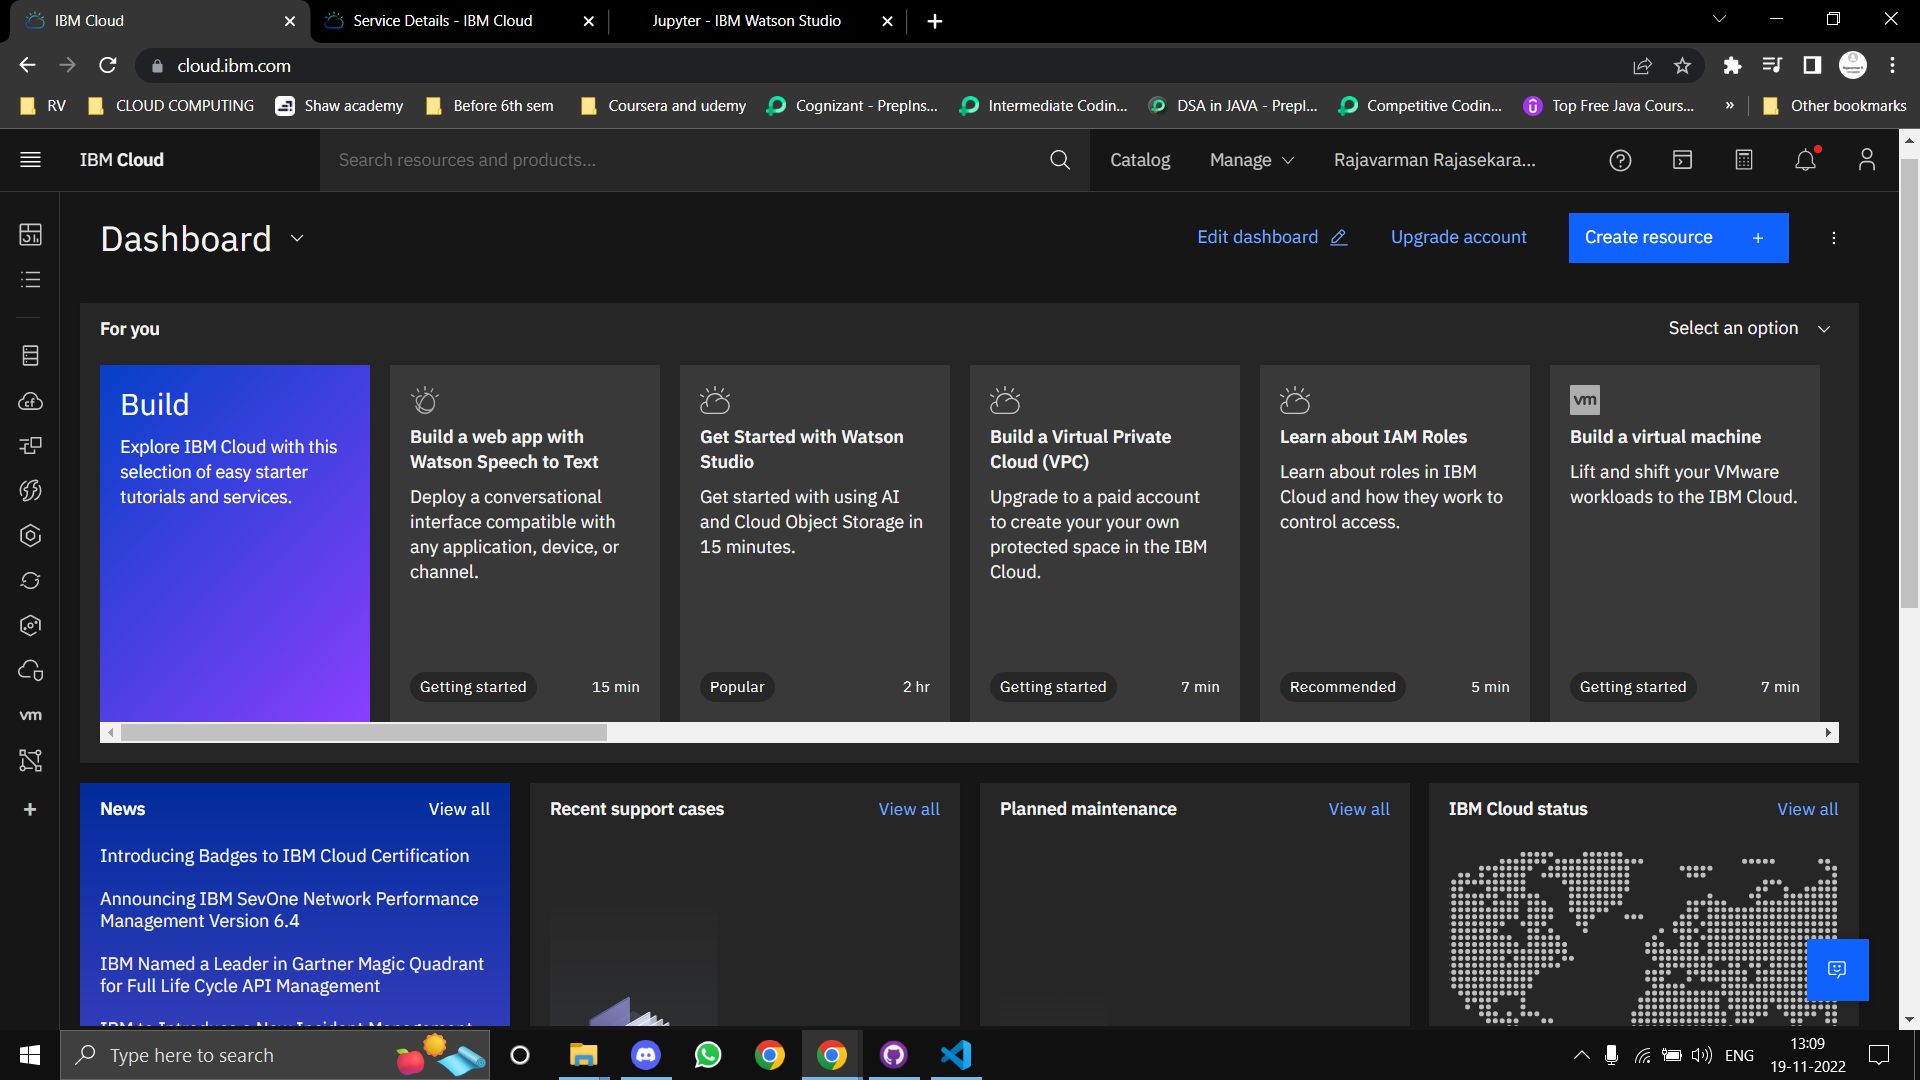 IBM Cloud
Service Details - IBM Cloud
Jupyter - IBM Watson Studio
cloud.ibm.com
RV
CLOUD COMPUTING
Shaw academy
Before 6th sem
Coursera and udemy
Cognizant - PrepIns...
Intermediate Codin...
DSA in JAVA - PrepI...
Competitive Codin...
Top Free Java Cours...
»
Other bookmarks
IBM Cloud
Search resources and products...
Catalog
Manage
Rajavarman Rajasekara...
Dashboard
Edit dashboard
Upgrade account
Create resource +
For you
Select an option
Build
Explore IBM Cloud with this
selection of easy starter
tutorials and services.
Build a web app with
Watson Speech to Text
Deploy a conversational
interface compatible with
any application, device, or
channel.
Getting started
15 min
Get Started with Watson
Studio
Get started with using AI
and Cloud Object Storage in
15 minutes.
Popular
2 hr
Build a Virtual Private
Cloud (VPC)
Upgrade to a paid account
to create your your own
protected space in the IBM
Cloud.
Getting started
7 min
Learn about IAM Roles
Learn about roles in IBM
Cloud and how they work to
control access.
Recommended
5 min
vm
Build a virtual machine
Lift and shift your VMware
workloads to the IBM Cloud.
Getting started
7 min
cf
vm
News
View all
Introducing Badges to IBM Cloud Certification
Announcing IBM SevOne Network Performance
Management Version 6.4
IBM Named a Leader in Gartner Magic Quadrant
for Full Life Cycle API Management
IBM to Introduce a New Incident Management
Recent support cases
View all
Planned maintenance
View all
IBM Cloud status
View all
Type here to search
ENG
13:09
19-11-2022